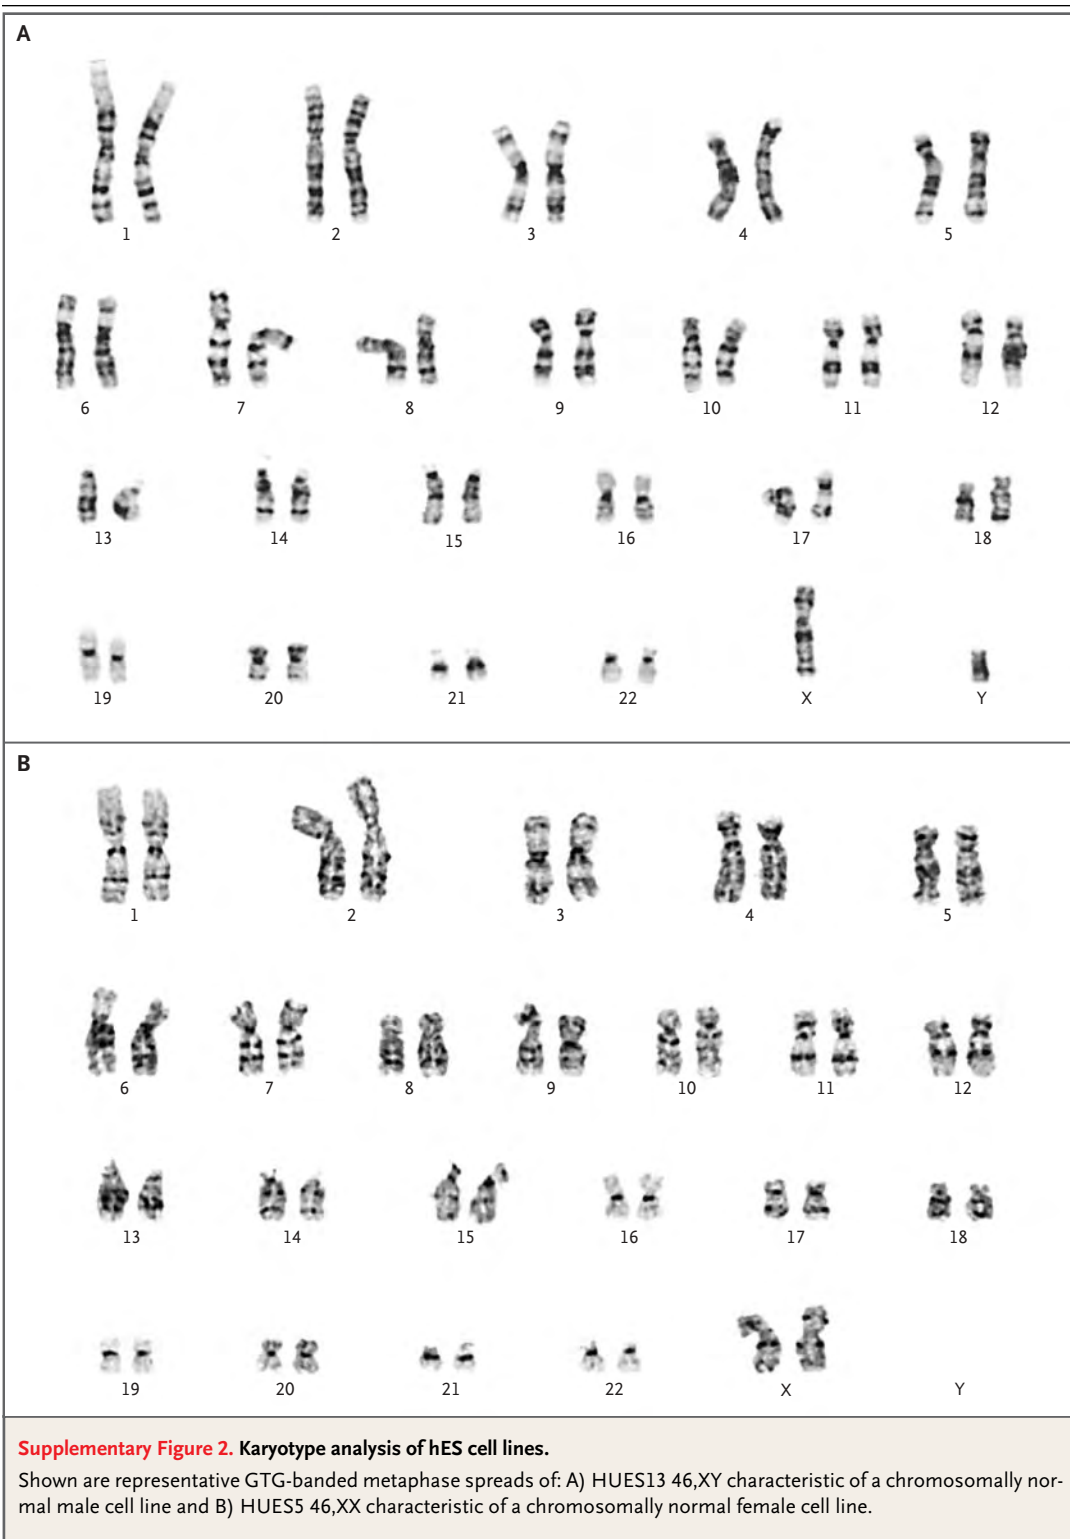 A
1 2 3 4 5
6 7 8 9 10 11 12
13 14 15 16 17 18
19 20 21 22 X Y
B
1 2 3 4 5
6 7 8 9 10 11 12
13 14 15 16 17 18
19 20 21 22 X Y
Supplementary Figure 2. Karyotype analysis of hES cell lines.
Shown are representative GTG-banded metaphase spreads of: A) HUES13 46,XY characteristic of a chromosomally nor-
mal male cell line and B) HUES5 46,XX characteristic of a chromosomally normal female cell line.